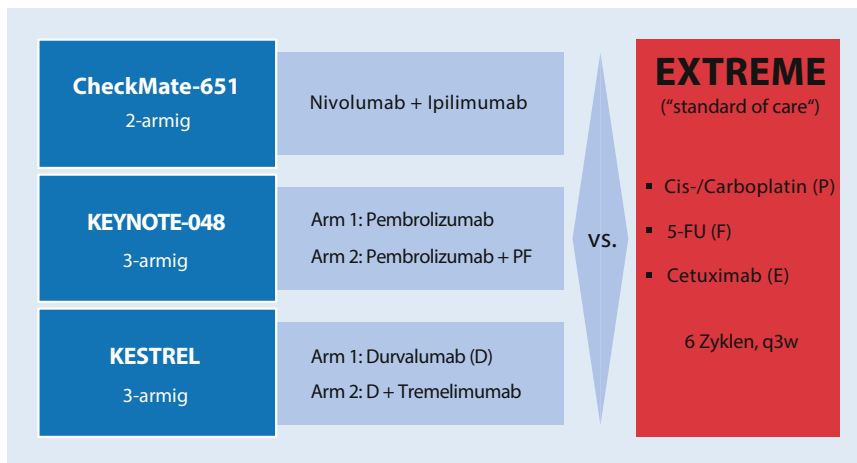 CheckMate-651
2-armig
Nivolumab + Ipilimumab
KEYNOTE-048
3-armig
Arm 1: Pembrolizumab
Arm 2: Pembrolizumab + PF
KESTREL
3-armig
Arm 1: Durvalumab (D)
Arm 2: D + Tremelimumab
vs.
EXTREME
(“standard of care“)
▪ Cis-/Carboplatin (P)
▪ 5-FU (F)
▪ Cetuximab (E)
6 Zyklen, q3w